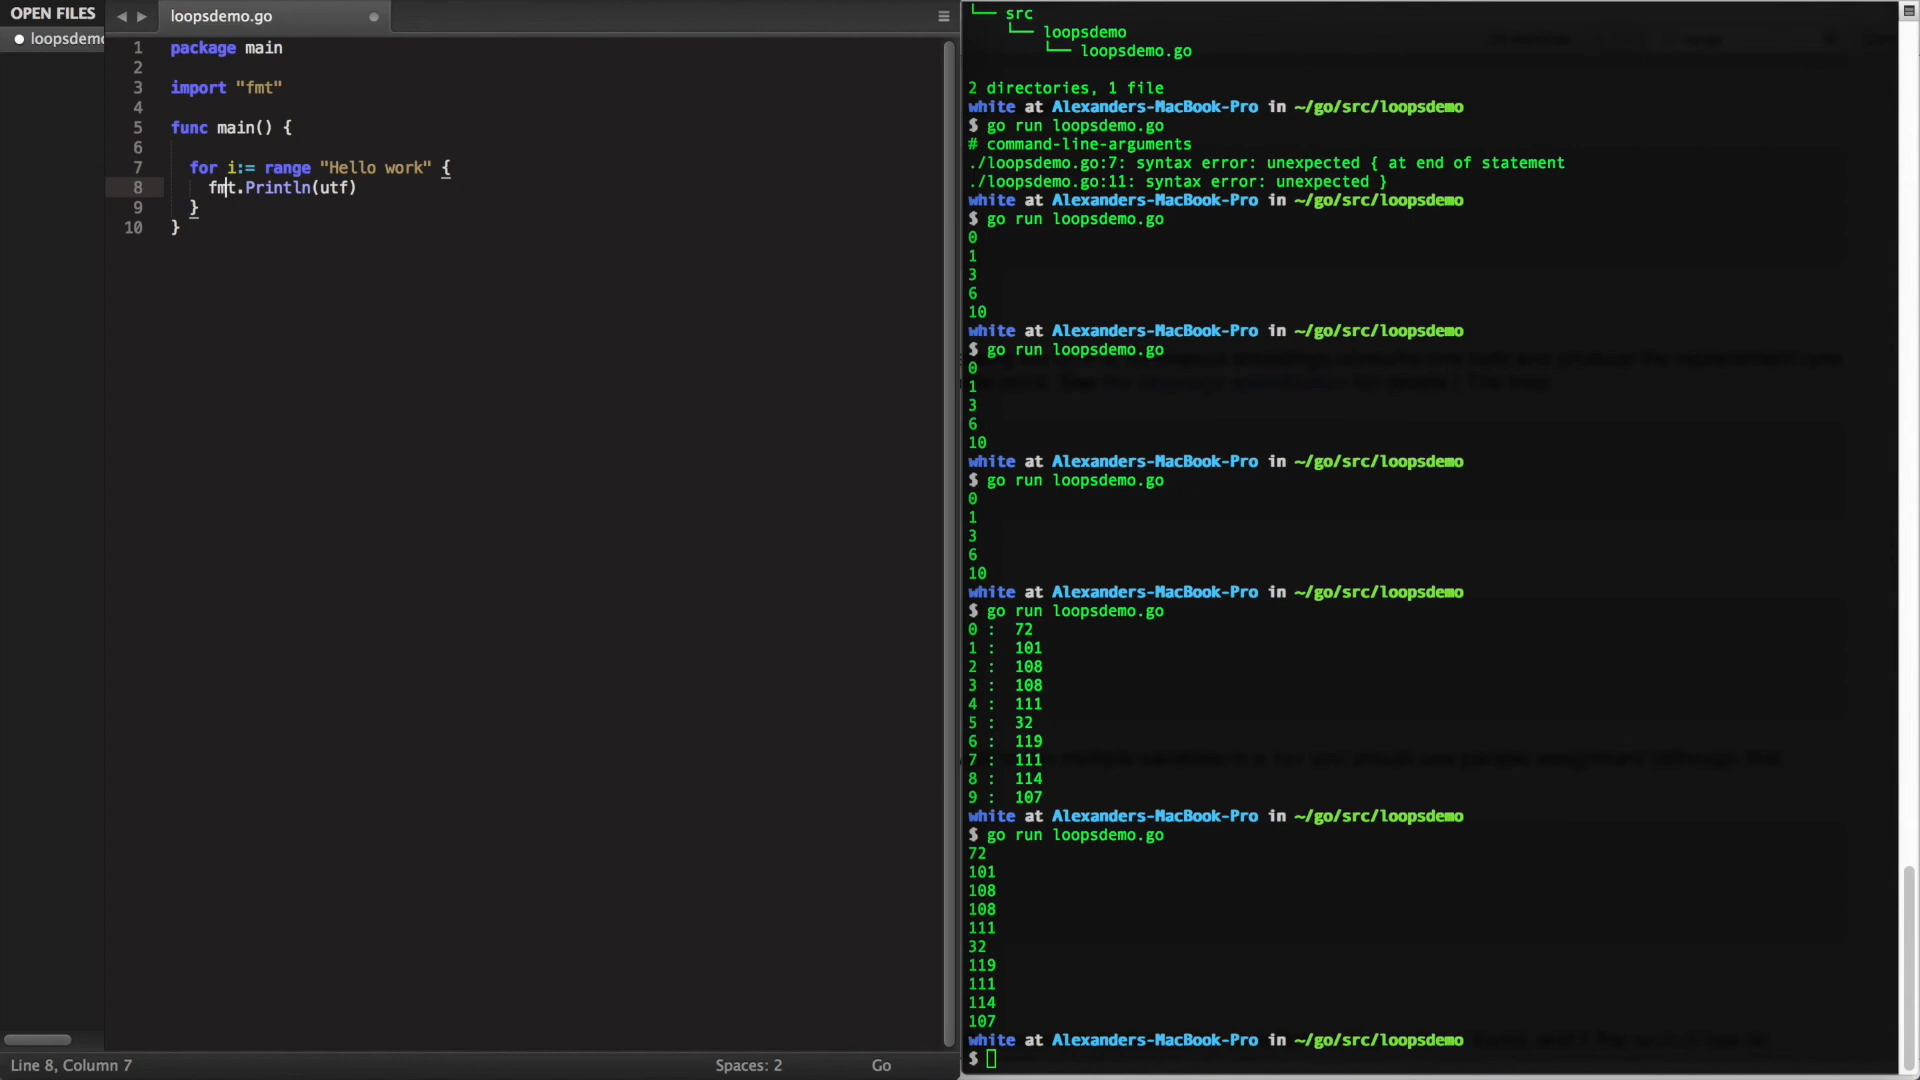 OPEN FILES
loopsdemo
loopsdemo.go
1 package main
2
3 import "fmt"
4
5 func main() {
6
7 for i:= range "Hello work" {
8 fmt.Println(utf)
9 }
10 }
Line 8, Column 7
Spaces: 2
Go
└── src
└── loopsdemo
└── loopsdemo.go
2 directories, 1 file
white at Alexanders-MacBook-Pro in ~/go/src/loopsdemo
$ go run loopsdemo.go
# command-line-arguments
./loopsdemo.go:7: syntax error: unexpected { at end of statement
./loopsdemo.go:11: syntax error: unexpected }
white at Alexanders-MacBook-Pro in ~/go/src/loopsdemo
$ go run loopsdemo.go
0
1
3
6
10
white at Alexanders-MacBook-Pro in ~/go/src/loopsdemo
$ go run loopsdemo.go
0
1
3
6
10
white at Alexanders-MacBook-Pro in ~/go/src/loopsdemo
$ go run loopsdemo.go
0
1
3
6
10
white at Alexanders-MacBook-Pro in ~/go/src/loopsdemo
$ go run loopsdemo.go
0 : 72
1 : 101
2 : 108
3 : 108
4 : 111
5 : 32
6 : 119
7 : 111
8 : 114
9 : 107
white at Alexanders-MacBook-Pro in ~/go/src/loopsdemo
$ go run loopsdemo.go
72
101
108
108
111
32
119
111
114
107
white at Alexanders-MacBook-Pro in ~/go/src/loopsdemo
$